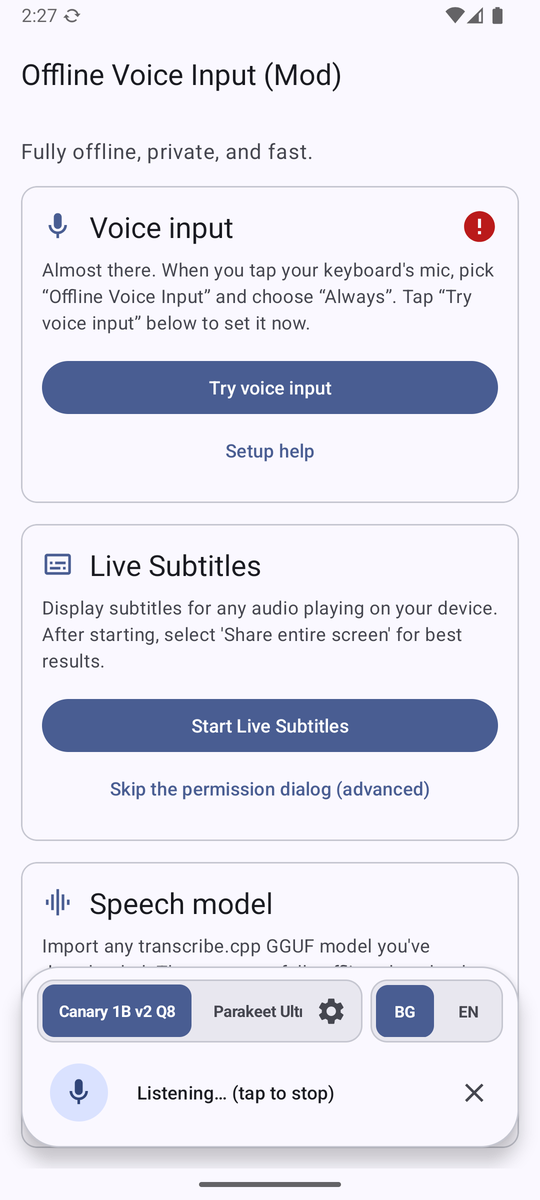 2:27
Offline Voice Input (Mod)
Fully offline, private, and fast.
Voice input
Almost there. When you tap your keyboard's mic, pick
“Offline Voice Input” and choose “Always”. Tap “Try
voice input” below to set it now.
Try voice input
Setup help
Live Subtitles
Display subtitles for any audio playing on your device.
After starting, select 'Share entire screen' for best
results.
Start Live Subtitles
Skip the permission dialog (advanced)
Speech model
Import any transcribe.cpp GGUF model you've
Canary 1B v2 Q8 Parakeet BG EN
Listening… (tap to stop)